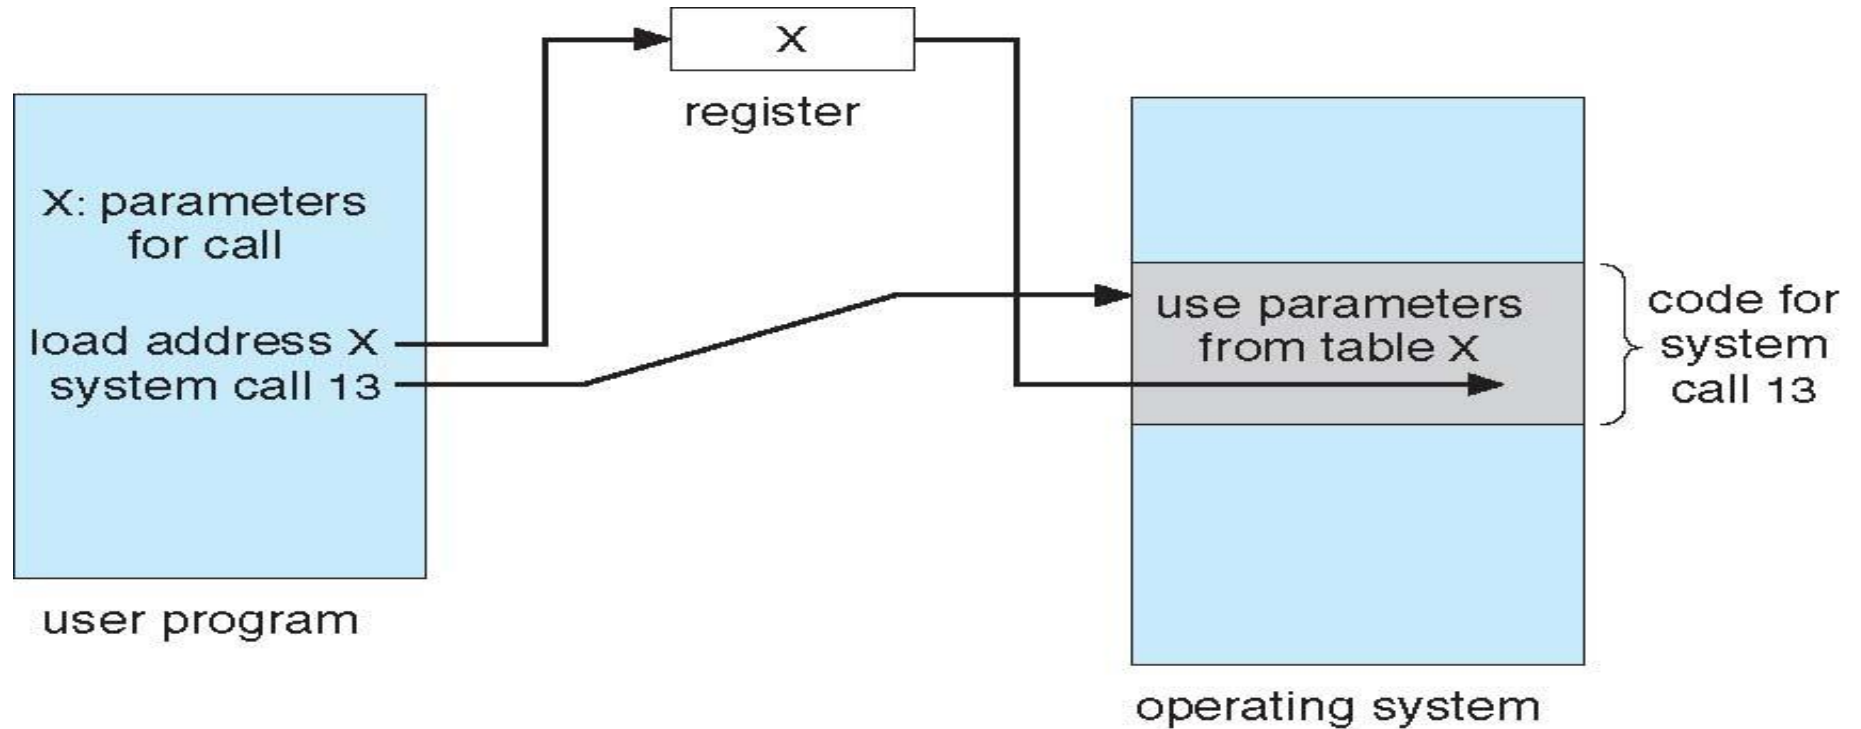 X
register
X: parameters
for call
load address X
system call 13
user program
use parameters
from table X
code for
system
call 13
operating system